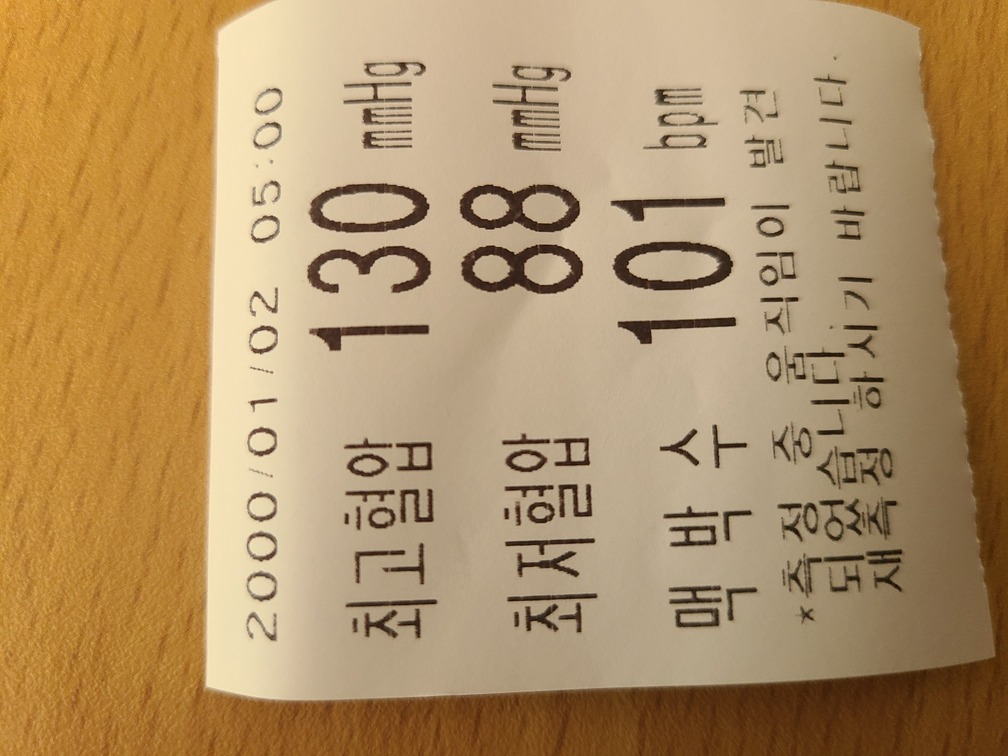 2000/01/02 05:00
최고혈압 130 mmHg
최저혈압 88 mmHg
맥박수 101 bpm
*측정 중 움직임이 발견
되었습니다
재측정하시기 바랍니다.